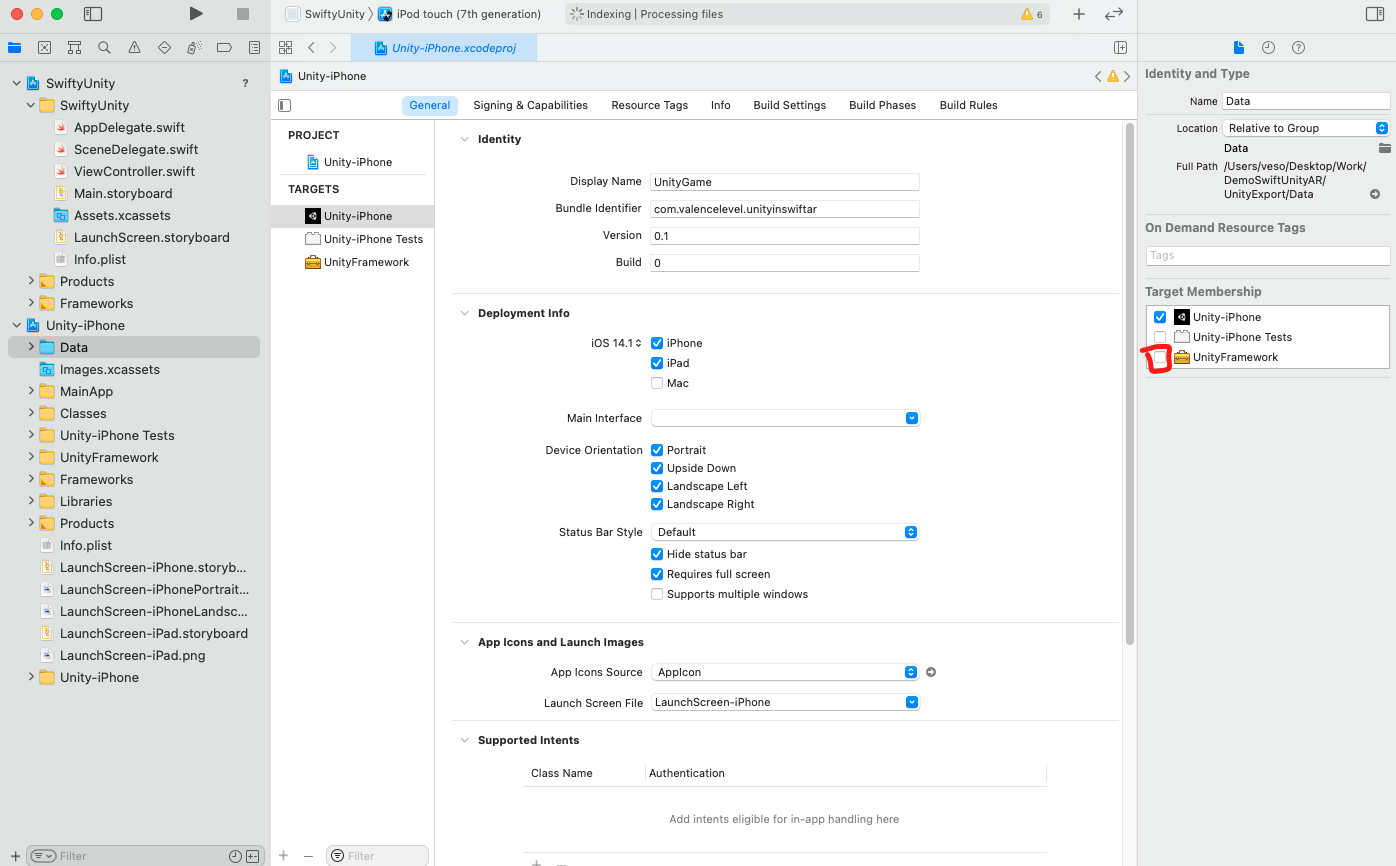 SwiftyUnity 〉 iPod touch (7th generation)
Indexing | Processing files
6
Unity-iPhone.xcodeproj
SwiftyUnity
?
SwiftyUnity
AppDelegate.swift
SceneDelegate.swift
ViewController.swift
Main.storyboard
Assets.xcassets
LaunchScreen.storyboard
Info.plist
Products
Frameworks
Unity-iPhone
Data
Images.xcassets
MainApp
Classes
Unity-iPhone Tests
UnityFramework
Frameworks
Libraries
Products
Info.plist
LaunchScreen-iPhone.storyb...
LaunchScreen-iPhonePortrait...
LaunchScreen-iPhoneLandsc...
LaunchScreen-iPad.storyboard
LaunchScreen-iPad.png
Unity-iPhone
Filter
Unity-iPhone
General Signing & Capabilities Resource Tags Info Build Settings Build Phases Build Rules
PROJECT
Unity-iPhone
TARGETS
Unity-iPhone
Unity-iPhone Tests
UnityFramework
Filter
Identity
Display Name UnityGame
Bundle Identifier com.valencelevel.unityinswiftar
Version 0.1
Build 0
Deployment Info
iOS 14.1 iPhone
iPad
Mac
Main Interface
Device Orientation Portrait
Upside Down
Landscape Left
Landscape Right
Status Bar Style Default
Hide status bar
Requires full screen
Supports multiple windows
App Icons and Launch Images
App Icons Source AppIcon
Launch Screen File LaunchScreen-iPhone
Supported Intents
Class Name Authentication
Add intents eligible for in-app handling here
Identity and Type
Name Data
Location Relative to Group
Data
Full Path /Users/veso/Desktop/Work/
DemoSwiftUnityAR/
UnityExport/Data
On Demand Resource Tags
Tags
Target Membership
Unity-iPhone
Unity-iPhone Tests
UnityFramework